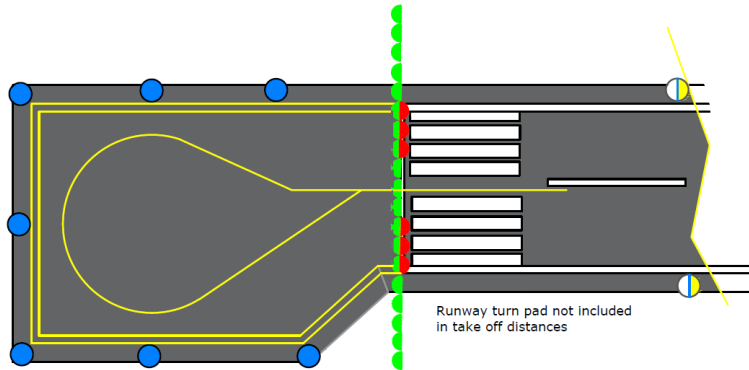 Runway turn pad not included
in take off distances